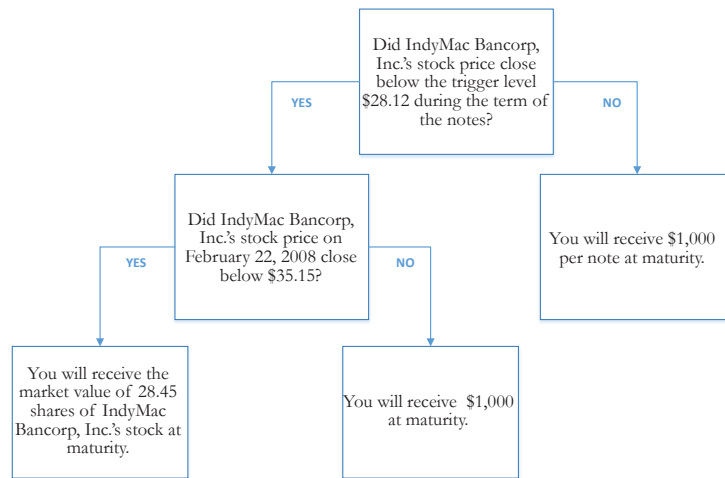 Did IndyMac Bancorp,
Inc.'s stock price close
below the trigger level
$28.12 during the term of
the notes?
YES
NO
Did IndyMac Bancorp,
Inc.'s stock price on
February 22, 2008 close
below $35.15?
You will receive $1,000
per note at maturity.
YES
NO
You will receive the
market value of 28.45
shares of IndyMac
Bancorp, Inc.'s stock at
maturity.
You will receive $1,000
at maturity.